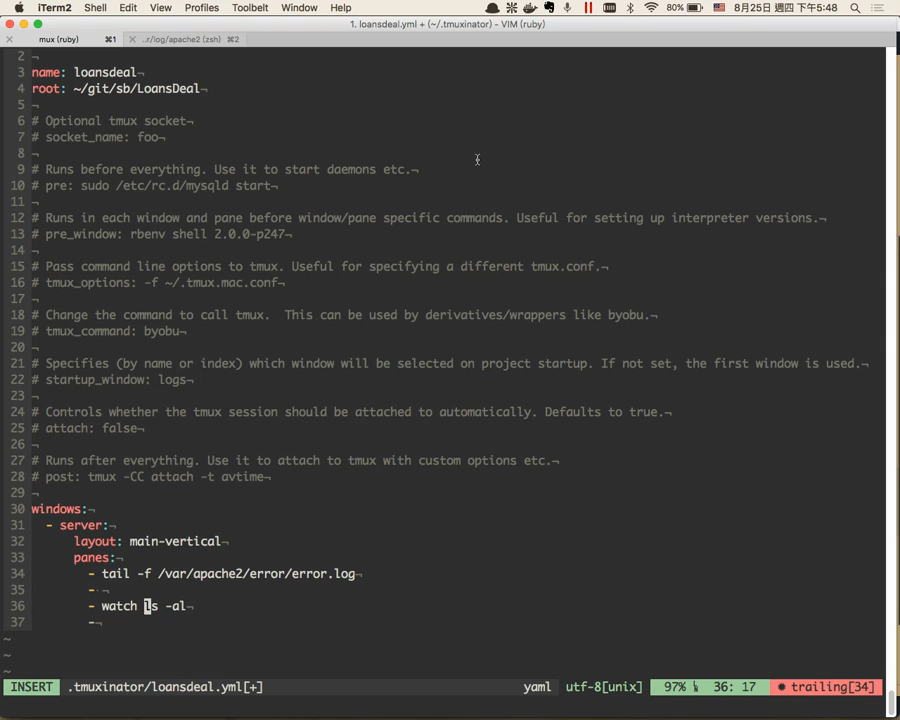 iTerm2 Shell Edit View Profiles Toolbelt Window Help 80% 8月25日 週四 下午5:48
1. loansdeal.yml + (~/.tmuxinator) - VIM (ruby)
mux (ruby) ⌘1 ..r/log/apache2 (zsh) ⌘2
2 ¬
3 name: loansdeal¬
4 root: ~/git/sb/LoansDeal¬
5 ¬
6 # Optional tmux socket¬
7 # socket_name: foo¬
8 ¬
9 # Runs before everything. Use it to start daemons etc.¬
10 # pre: sudo /etc/rc.d/mysqld start¬
11 ¬
12 # Runs in each window and pane before window/pane specific commands. Useful for setting up interpreter versions.¬
13 # pre_window: rbenv shell 2.0.0-p247¬
14 ¬
15 # Pass command line options to tmux. Useful for specifying a different tmux.conf.¬
16 # tmux_options: -f ~/.tmux.mac.conf¬
17 ¬
18 # Change the command to call tmux.  This can be used by derivatives/wrappers like byobu.¬
19 # tmux_command: byobu¬
20 ¬
21 # Specifies (by name or index) which window will be selected on project startup. If not set, the first window is used.¬
22 # startup_window: logs¬
23 ¬
24 # Controls whether the tmux session should be attached to automatically. Defaults to true.¬
25 # attach: false¬
26 ¬
27 # Runs after everything. Use it to attach to tmux with custom options etc.¬
28 # post: tmux -CC attach -t avtime¬
29 ¬
30 windows:¬
31 - server:¬
32 layout: main-vertical¬
33 panes:¬
34 - tail -f /var/apache2/error/error.log¬
35 -·¬
36 - watch ls -al¬
37 -¬
~
~
~
INSERT .tmuxinator/loansdeal.yml[+] yaml utf-8[unix] 97% 36: 17 trailing[34]